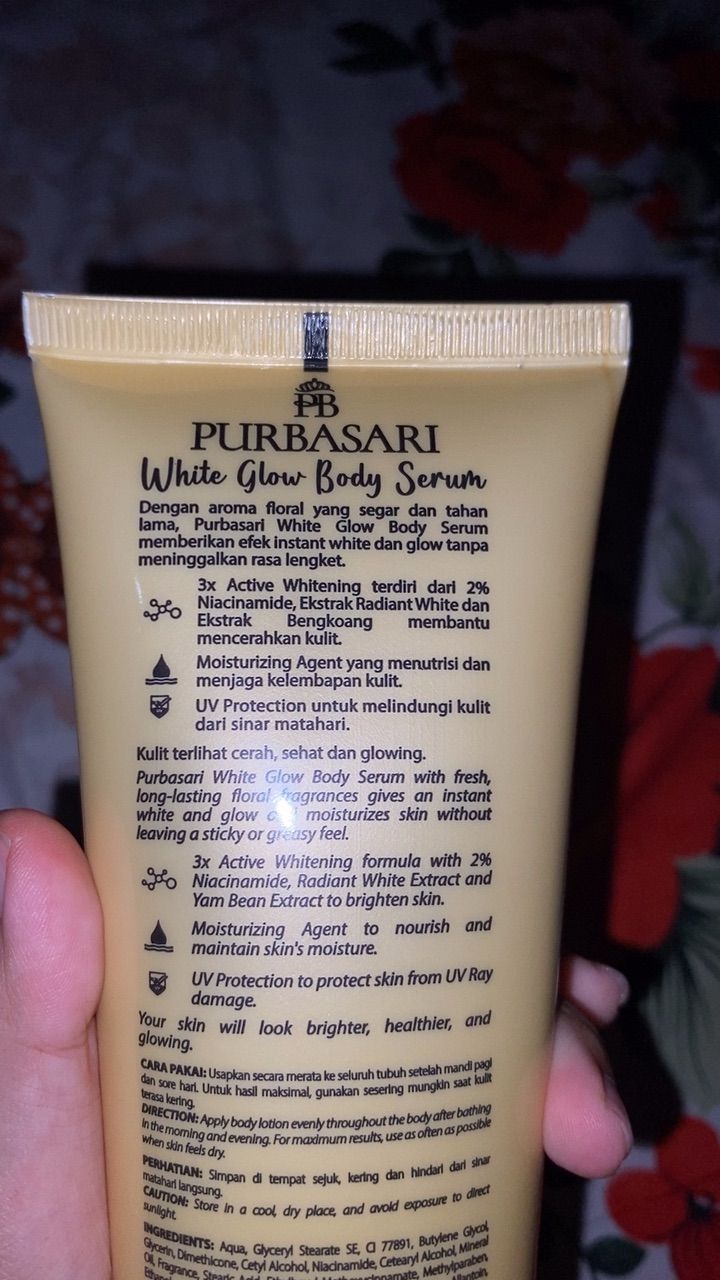 PB
PURBASARI
White Glow Body Serum
Dengan aroma floral yang segar dan tahan
lama, Purbasari White Glow Body Serum
memberikan efek instant white dan glow tanpa
meninggalkan rasa lengket.
3x Active Whitening terdiri dari 2%
Niacinamide, Ekstrak Radiant White dan
Ekstrak Bengkoang membantu
mencerahkan kulit.
Moisturizing Agent yang menutrisi dan
menjaga kelembapan kulit.
UV Protection untuk melindungi kulit
dari sinar matahari.
Kulit terlihat cerah, sehat dan glowing.
Purbasari White Glow Body Serum with fresh,
long-lasting floral fragrances gives an instant
white and glow moisturizes skin without
leaving a sticky or greasy feel.
3x Active Whitening formula with 2%
Niacinamide, Radiant White Extract and
Yam Bean Extract to brighten skin.
Moisturizing Agent to nourish and
maintain skin's moisture.
UV Protection to protect skin from UV Ray
damage.
Your skin will look brighter, healthier, and
glowing.
CARA PAKAI: Usapkan secara merata ke seluruh tubuh setelah mandi pagi
dan sore hari. Untuk hasil maksimal, gunakan sesering mungkin saat kulit
terasa kering.
DIRECTION: Apply body lotion evenly throughout the body after bathing
in the morning and evening. For maximum results, use as often as possible
when skin feels dry.
PERHATIAN: Simpan di tempat sejuk, kering dan hindari dari sinar
matahari langsung.
CAUTION: Store in a cool, dry place, and avoid exposure to direct
sunlight.
INGREDIENTS: Aqua, Glyceryl Stearate SE, CI 77891, Butylene Glycol,
Glycerin, Dimethicone, Cetyl Alcohol, Niacinamide, Cetearyl Alcohol, Mineral
Oil, Fragrance, Stearic Acid, Methylparaben,
Allantoin,